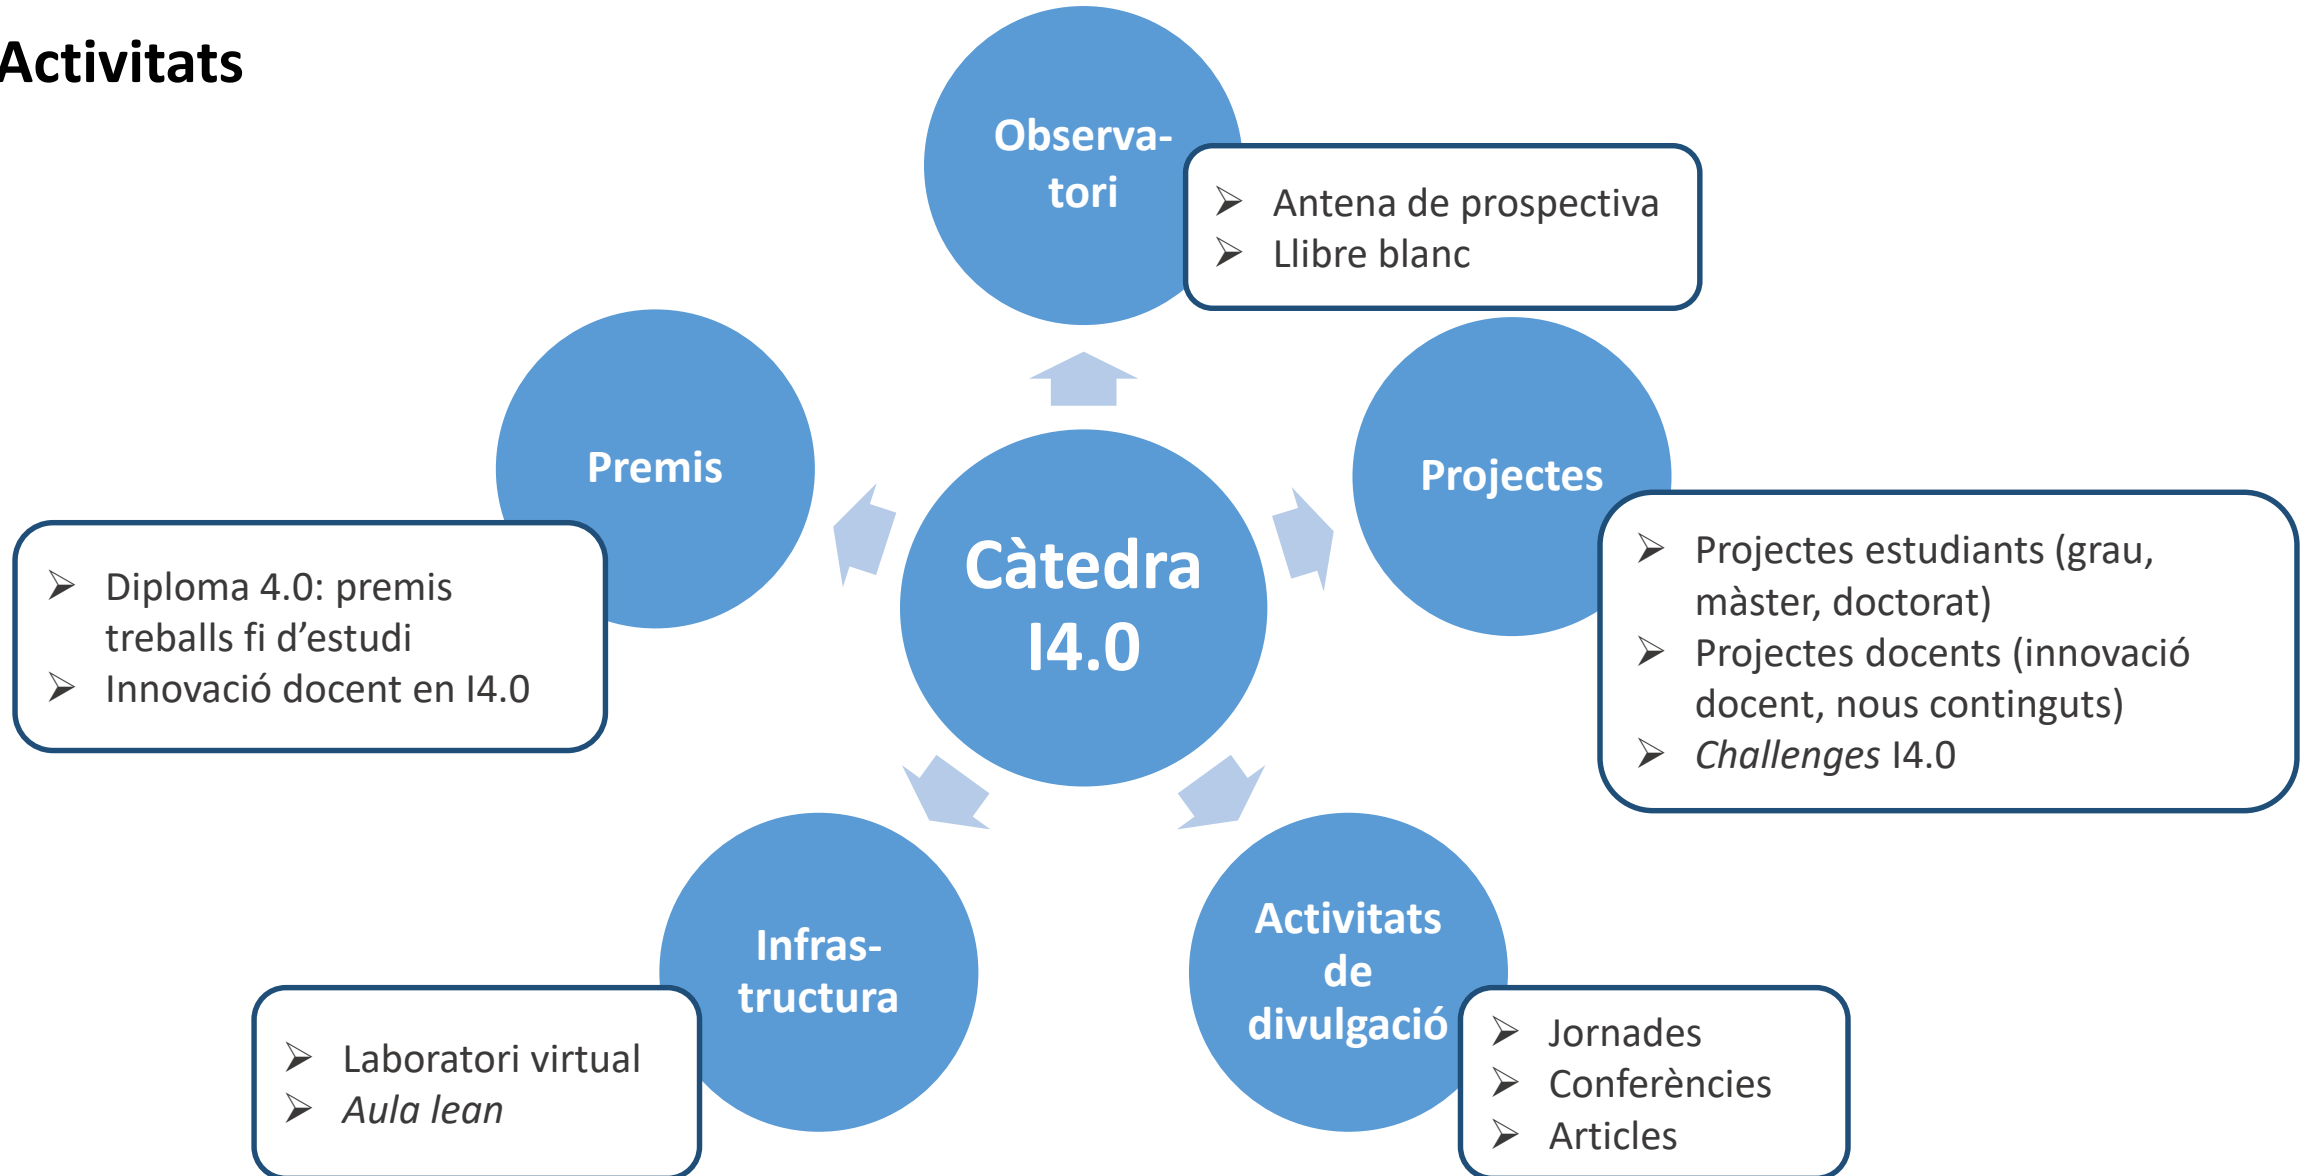 Activitats
Observa-
tori
➢ Antena de prospectiva
➢ Llibre blanc
Premis
➢ Diploma 4.0: premis
treballs fi d’estudi
➢ Innovació docent en I4.0
Càtedra
I4.0
Projectes
➢ Projectes estudiants (grau,
màster, doctorat)
➢ Projectes docents (innovació
docent, nous continguts)
➢ Challenges I4.0
Infras-
tructura
➢ Laboratori virtual
➢ Aula lean
Activitats
de
divulgació
➢ Jornades
➢ Conferències
➢ Articles